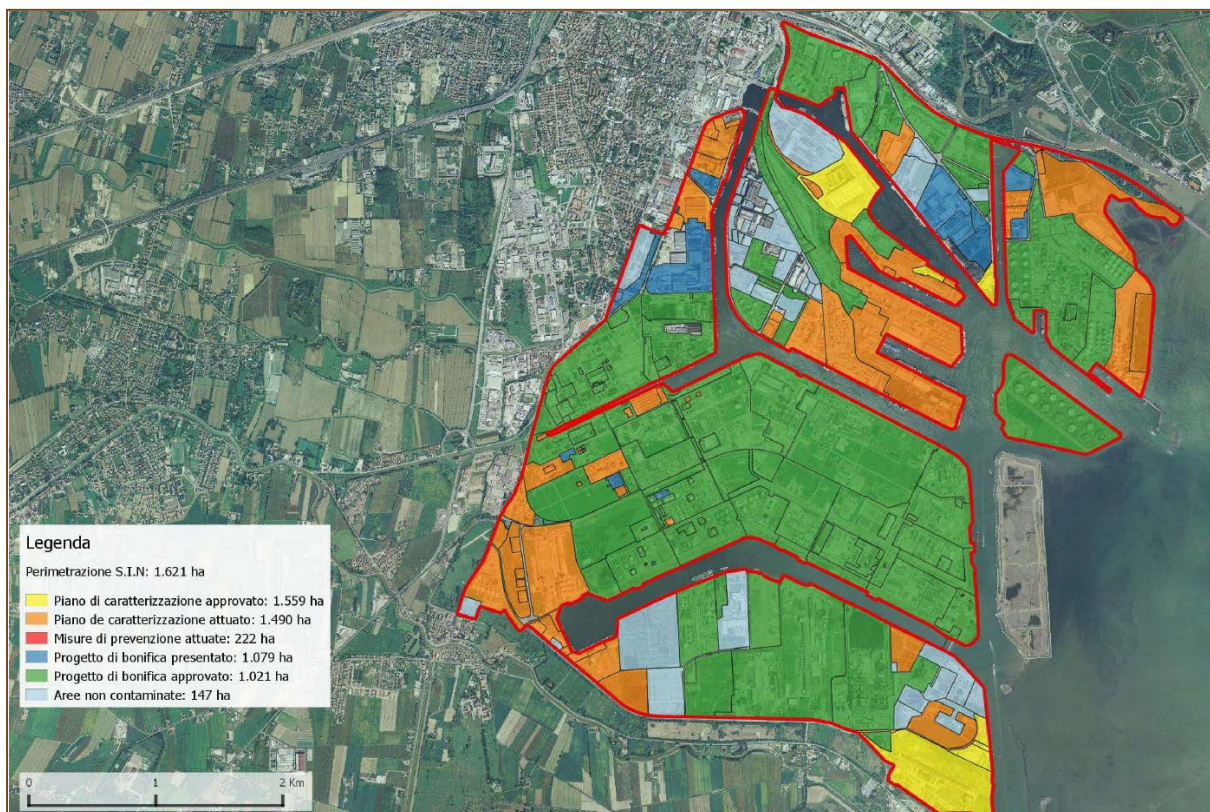 Legenda
Perimetrazione S.I.N: 1.621 ha
Piano di caratterizzazione approvato: 1.559 ha
Piano de caratterizzazione attuato: 1.490 ha
Misure di prevenzione attuate: 222 ha
Progetto di bonifica presentato: 1.079 ha
Progetto di bonifica approvato: 1.021 ha
Aree non contaminate: 147 ha
0 1 2 Km